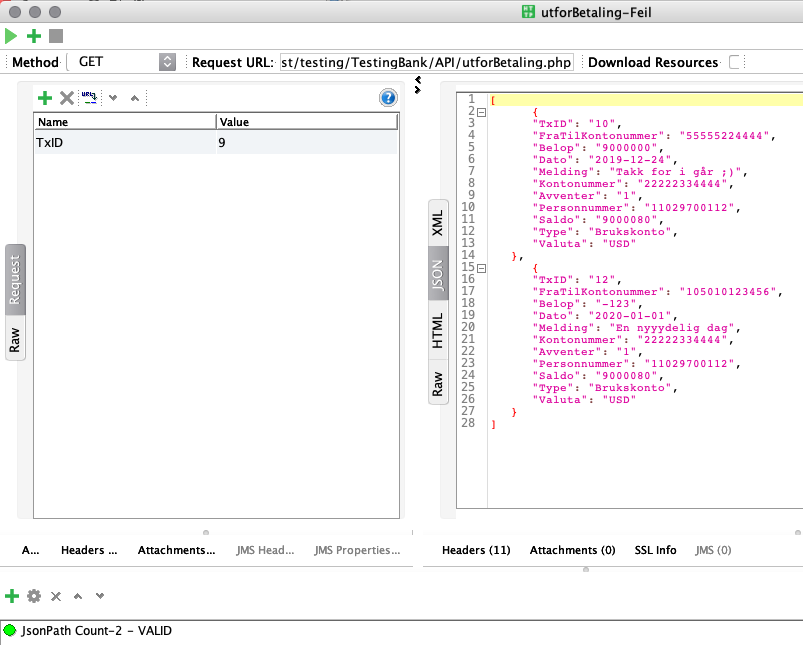 utforBetaling-Feil
Method GET Request URL: st/testing/TestingBank/API/utforBetaling.php Download Resources
URL
?
Name Value
TxID 9
Request
Raw
XML
JSON
HTML
Raw
1 [
2 {
3 "TxID": "10",
4 "FraTilKontonummer": "55555224444",
5 "Belop": "9000000",
6 "Dato": "2019-12-24",
7 "Melding": "Takk for i går ;)",
8 "Kontonummer": "22222334444",
9 "Avventer": "1",
10 "Personnummer": "11029700112",
11 "Saldo": "9000080",
12 "Type": "Brukskonto",
13 "Valuta": "USD"
14 },
15 {
16 "TxID": "12",
17 "FraTilKontonummer": "105010123456",
18 "Belop": "-123",
19 "Dato": "2020-01-01",
20 "Melding": "En nyyydelig dag",
21 "Kontonummer": "22222334444",
22 "Avventer": "1",
23 "Personnummer": "11029700112",
24 "Saldo": "9000080",
25 "Type": "Brukskonto",
26 "Valuta": "USD"
27 }
28 ]
A... Headers ... Attachments... JMS Head... JMS Properties...
Headers (11) Attachments (0) SSL Info JMS (0)
JsonPath Count-2 - VALID